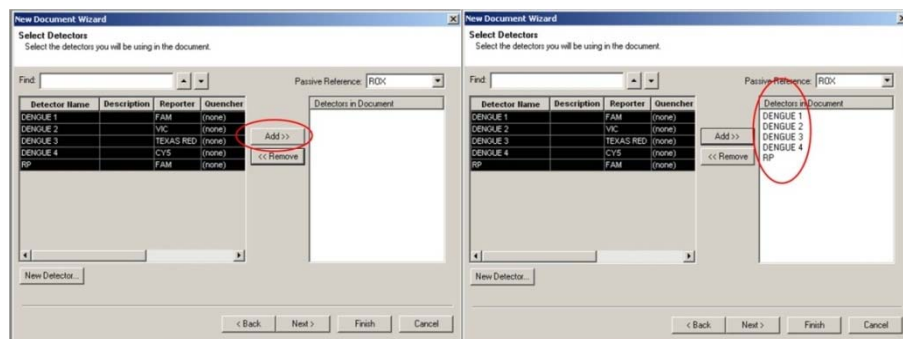 New Document Wizard
Select Detectors
Select the detectors you will be using in the document.
Find:
Passive Reference: ROX
Detector Name Description Reporter Quencher
DENGUE 1 FAM (none)
DENGUE 2 VIC (none)
DENGUE 3 TEXAS RED (none)
DENGUE 4 CY5 (none)
RP FAM (none)
Add >>
<< Remove
Detectors in Document
New Detector...
< Back Next > Finish Cancel
New Document Wizard
Select Detectors
Select the detectors you will be using in the document.
Find:
Passive Reference: ROX
Detector Name Description Reporter Quencher
DENGUE 1 FAM (none)
DENGUE 2 VIC (none)
DENGUE 3 TEXAS RED (none)
DENGUE 4 CY5 (none)
RP FAM (none)
Add >>
<< Remove
Detectors in Document
DENGUE 1
DENGUE 2
DENGUE 3
DENGUE 4
RP
New Detector...
< Back Next > Finish Cancel